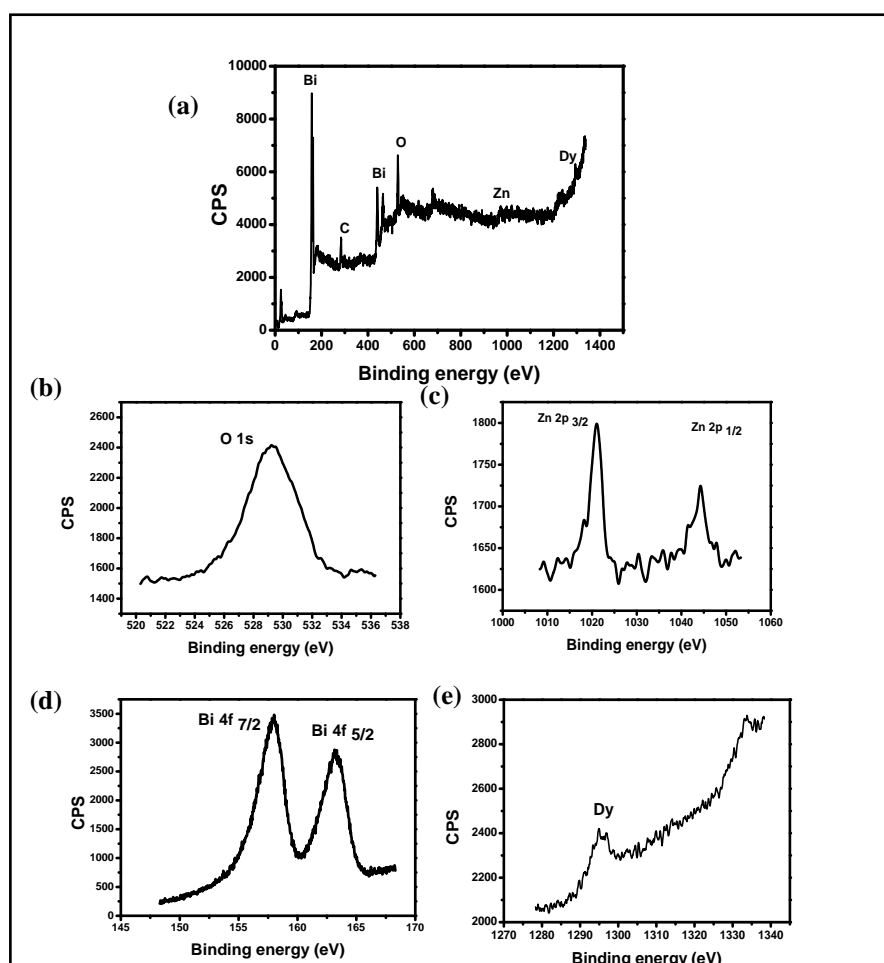 (a)
10000
8000
6000
4000
2000
0
CPS
Bi
C
Bi
O
Zn
Dy
0 200 400 600 800 1000 1200 1400
Binding energy (eV)
(b)
2600
2400
2200
2000
1800
1600
1400
CPS
O 1s
520 522 524 526 528 530 532 534 536 538
Binding energy (eV)
(c)
1800
1750
1700
1650
1600
CPS
Zn 2p 3/2
Zn 2p 1/2
1000 1010 1020 1030 1040 1050 1060
Binding energy (eV)
(d)
3500
3000
2500
2000
1500
1000
500
0
CPS
Bi 4f 7/2
Bi 4f 5/2
145 150 155 160 165 170
Binding energy (eV)
(e)
3000
2800
2600
2400
2200
2000
CPS
Dy
1270 1280 1290 1300 1310 1320 1330 1340
Binding energy (eV)